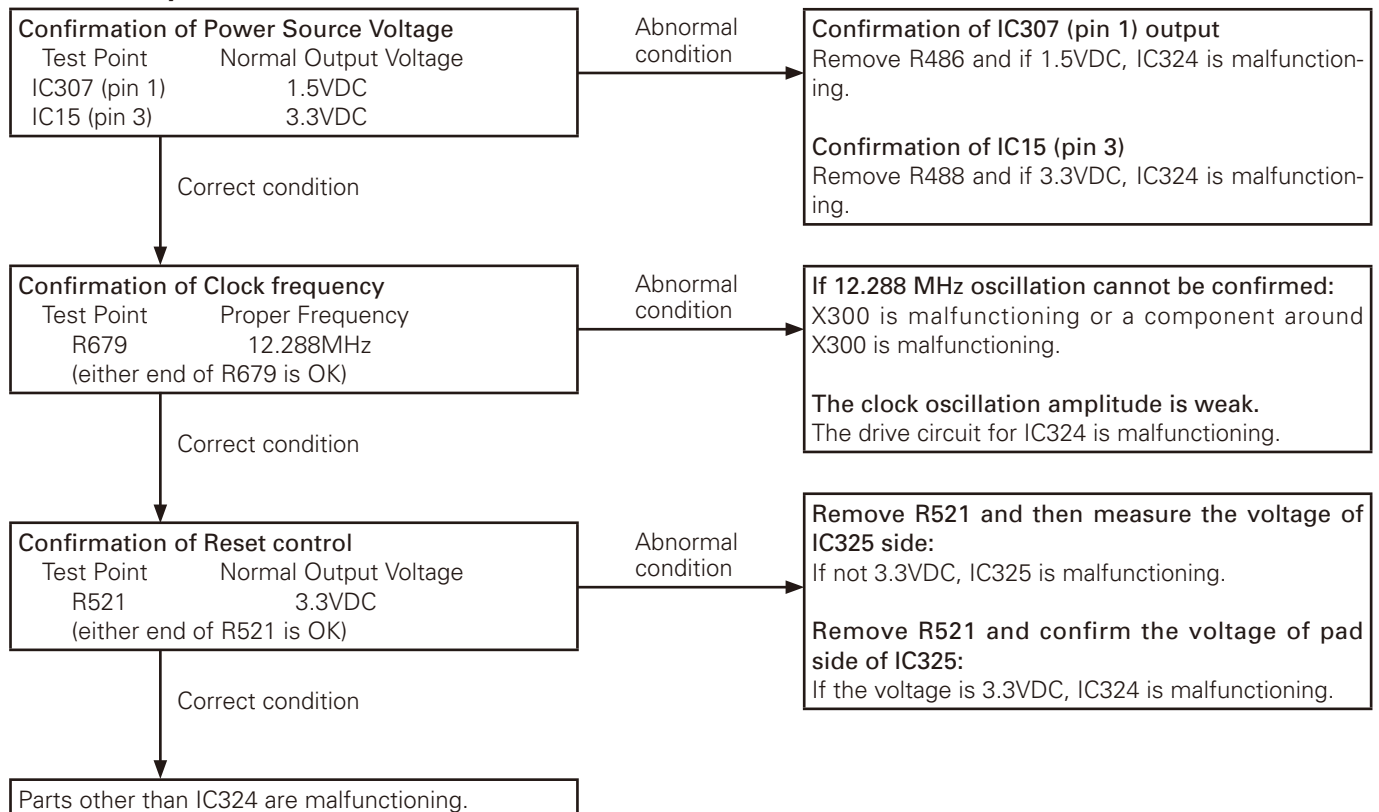 Confirmation of Power Source Voltage
Test Point Normal Output Voltage
IC307 (pin 1) 1.5VDC
IC15 (pin 3) 3.3VDC
Abnormal
condition
Confirmation of IC307 (pin 1) output
Remove R486 and if 1.5VDC, IC324 is malfunction-
ing.
Confirmation of IC15 (pin 3)
Remove R488 and if 3.3VDC, IC324 is malfunction-
ing.
Correct condition
Confirmation of Clock frequency
Test Point Proper Frequency
R679 12.288MHz
(either end of R679 is OK)
Abnormal
condition
If 12.288 MHz oscillation cannot be confirmed:
X300 is malfunctioning or a component around
X300 is malfunctioning.
The clock oscillation amplitude is weak.
The drive circuit for IC324 is malfunctioning.
Correct condition
Confirmation of Reset control
Test Point Normal Output Voltage
R521 3.3VDC
(either end of R521 is OK)
Abnormal
condition
Remove R521 and then measure the voltage of
IC325 side:
If not 3.3VDC, IC325 is malfunctioning.
Remove R521 and confirm the voltage of pad
side of IC325:
If the voltage is 3.3VDC, IC324 is malfunctioning.
Correct condition
Parts other than IC324 are malfunctioning.